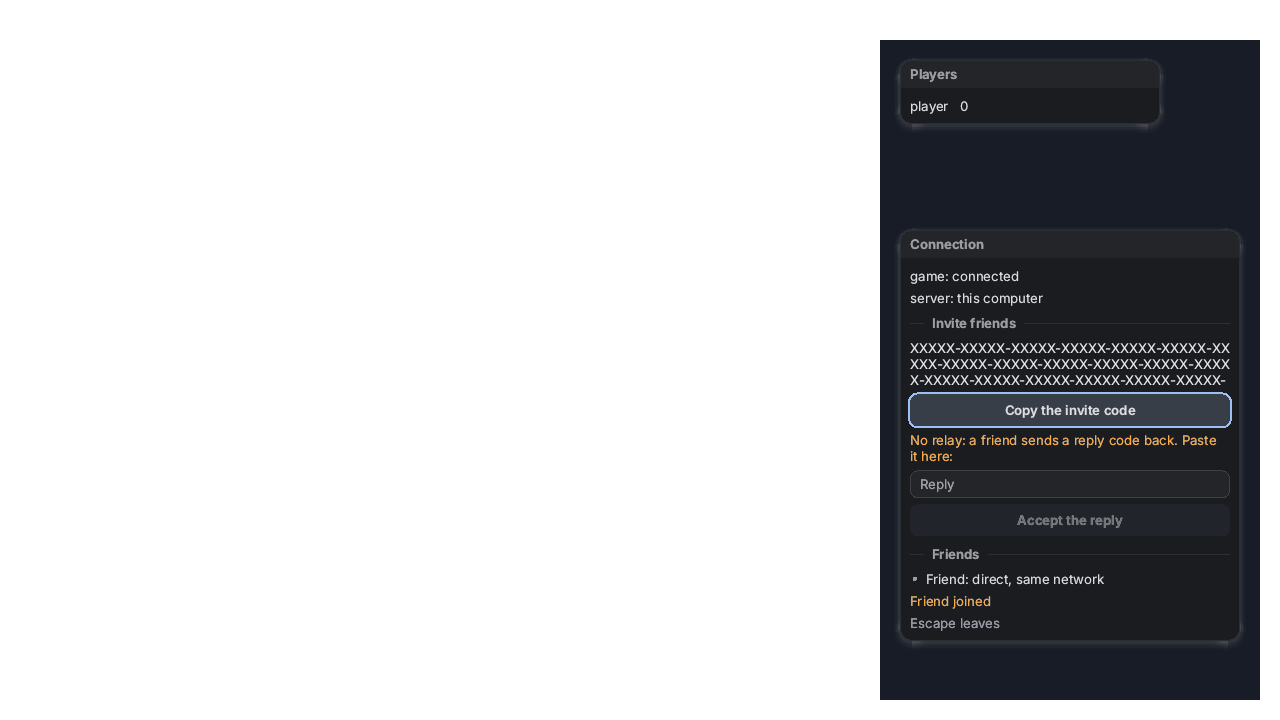 Players
player 0
Connection
game: connected
server: this computer
Invite friends
XXXXX-XXXXX-XXXXX-XXXXX-XXXXX-XXXXX-XX
XXX-XXXXX-XXXXX-XXXXX-XXXXX-XXXXX-XXXX
X-XXXXX-XXXXX-XXXXX-XXXXX-XXXXX-XXXXX-
Copy the invite code
No relay: a friend sends a reply code back. Paste
it here:
Reply
Accept the reply
Friends
• Friend: direct, same network
Friend joined
Escape leaves